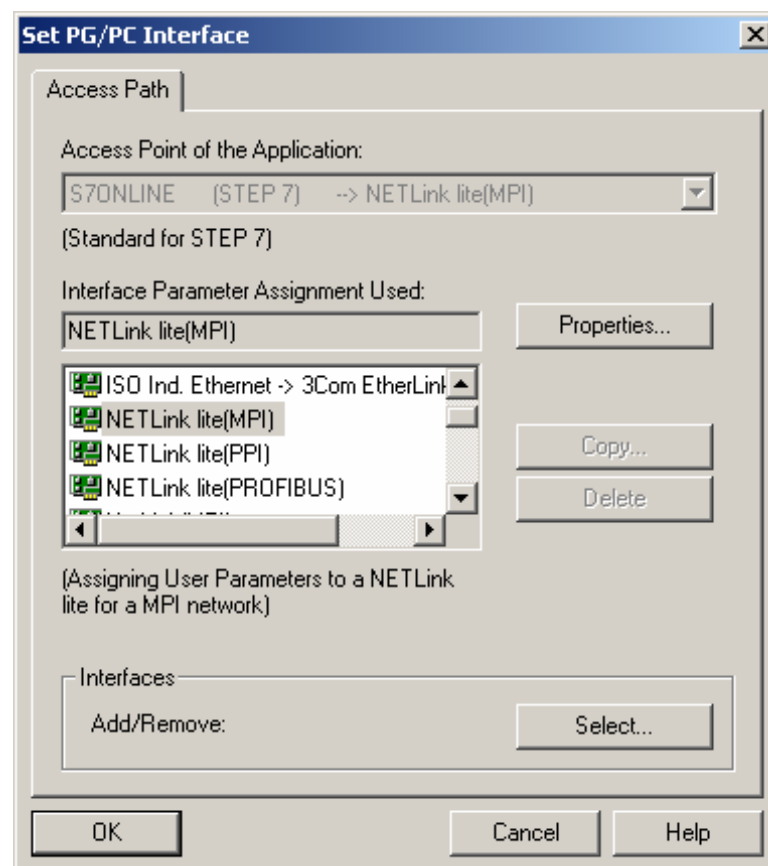 Set PG/PC Interface
Access Path
Access Point of the Application:
S7ONLINE (STEP 7) --> NETLink lite(MPI)
(Standard for STEP 7)
Interface Parameter Assignment Used:
NETLink lite(MPI)
Properties...
ISO Ind. Ethernet -> 3Com EtherLink
NETLink lite(MPI)
NETLink lite(PPI)
NETLink lite(PROFIBUS)
Copy...
Delete
(Assigning User Parameters to a NETLink
lite for a MPI network)
Interfaces
Add/Remove:
Select...
OK
Cancel
Help